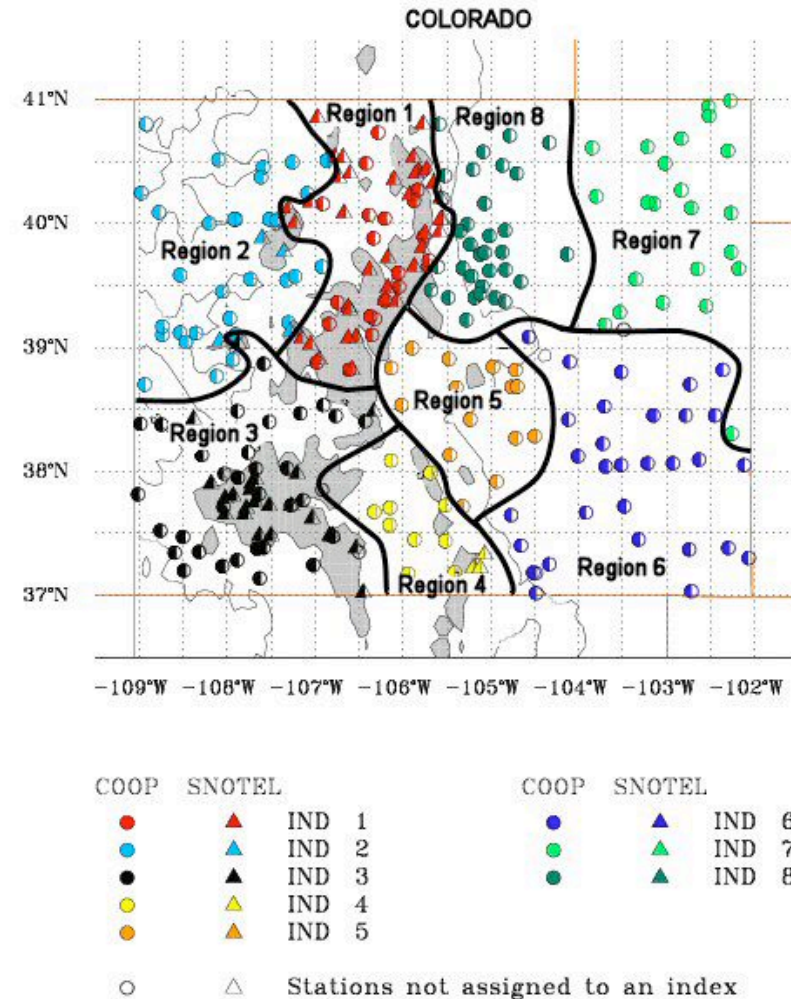 COLORADO
41°N
Region 1
Region 8
40°N
Region 2
Region 7
39°N
Region 5
Region 3
38°N
Region 6
Region 4
37°N
-109°W -108°W -107°W -106°W -105°W -104°W -103°W -102°W
COOP SNOTEL COOP SNOTEL
IND 1 IND 6
IND 2 IND 7
IND 3 IND 8
IND 4
IND 5
Stations not assigned to an index